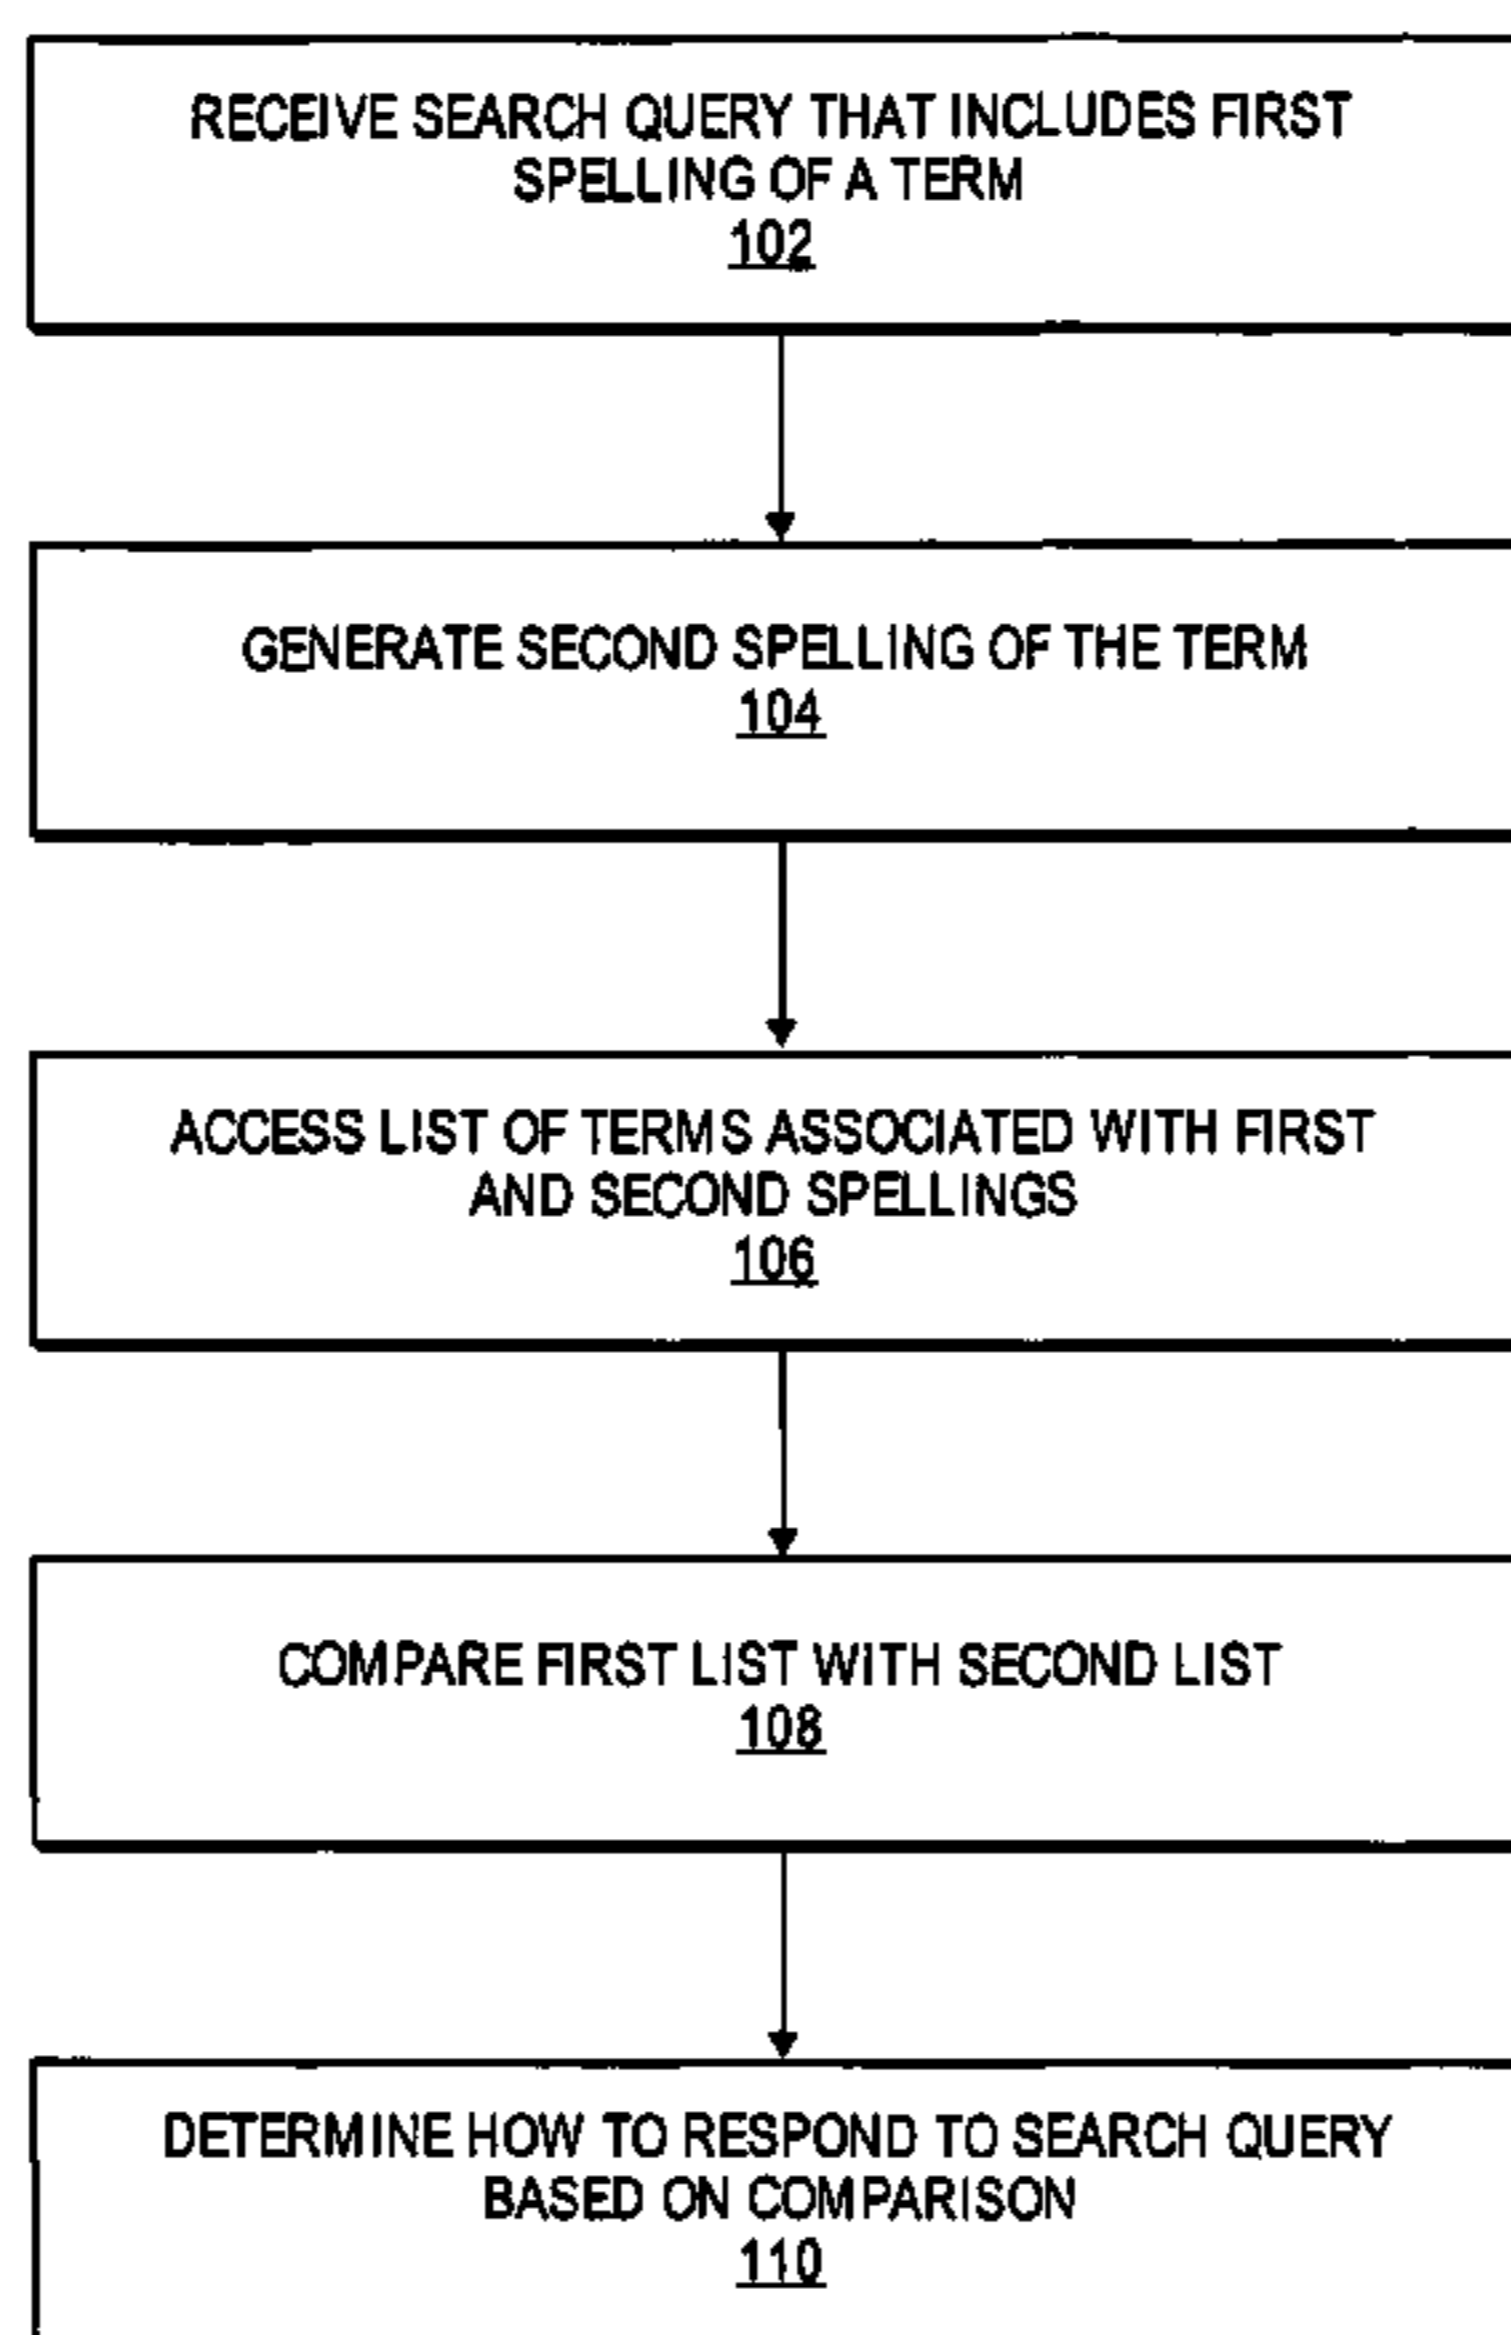 RECEIVE SEARCH QUERY THAT INCLUDES FIRST
SPELLING OF A TERM
102
GENERATE SECOND SPELLING OF THE TERM
104
ACCESS LIST OF TERMS ASSOCIATED WITH FIRST
AND SECOND SPELLINGS
106
COMPARE FIRST LIST WITH SECOND LIST
108
DETERMINE HOW TO RESPOND TO SEARCH QUERY
BASED ON COMPARISON
110